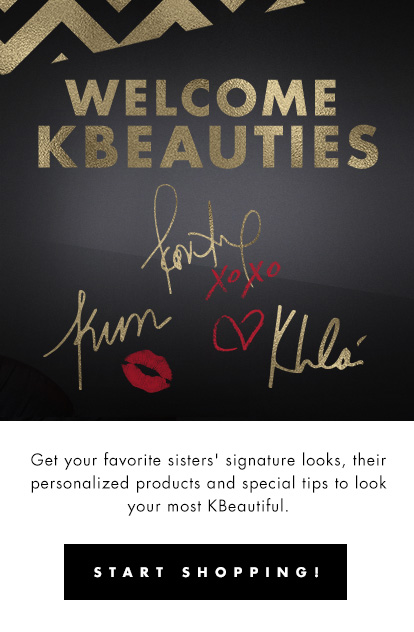 WELCOME
KBEAUTIES
Kourtney
xoxo
Kim
Khloé
Get your favorite sisters' signature looks, their
personalized products and special tips to look
your most KBeautiful.
START SHOPPING!